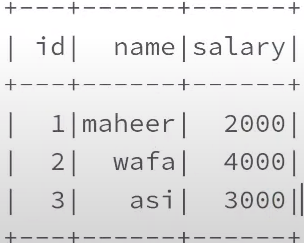 +---+------+------+
| id|  name|salary|
+---+------+------+
|  1|maheer|  2000|
|  2|  wafa|  4000|
|  3|   asi|  3000|
+---+------+------+